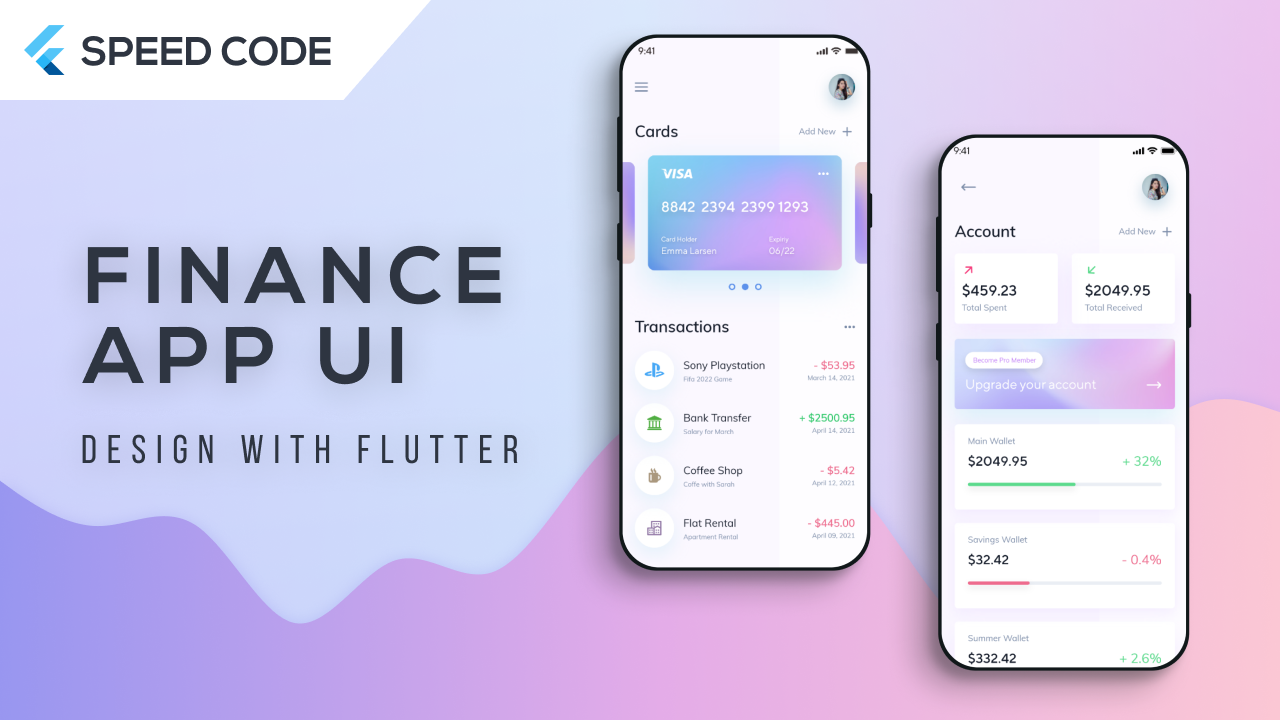 SPEED CODE
FINANCE
APP UI
DESIGN WITH FLUTTER
9:41
Cards
Add New +
VISA
8842 2394 2399 1293
Card Holder
Expiry
Emma Larsen
06/22
Transactions
Sony Playstation
- $53.95
Fifa 2022 Game
March 14, 2021
Bank Transfer
+ $2500.95
Salary for March
April 14, 2021
Coffee Shop
- $5.42
Coffe with Sarah
April 12, 2021
Flat Rental
- $445.00
Apartment Rental
April 09, 2021
9:41
Account
Add New +
$459.23
Total Spent
$2049.95
Total Received
Become Pro Member
Upgrade your account
Main Wallet
$2049.95
+ 32%
Savings Wallet
$32.42
- 0.4%
Summer Wallet
$332.42
+ 2.6%